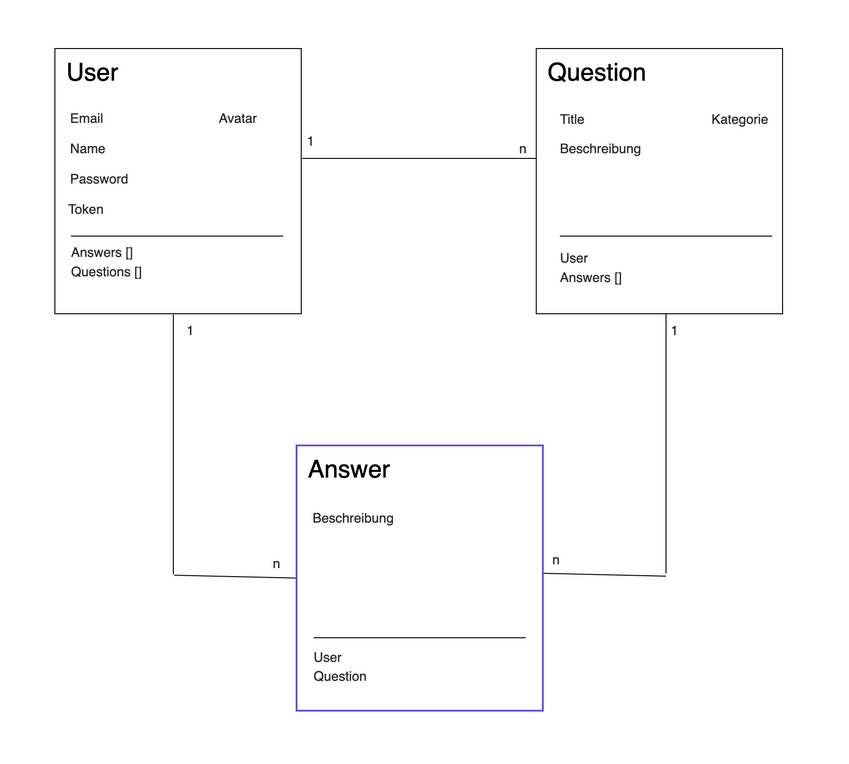 User
Email Avatar
Name
Password
Token
Answers []
Questions []
1
n
Question
Title Kategorie
Beschreibung
User
Answers []
1
1
Answer
Beschreibung
n
n
User
Question